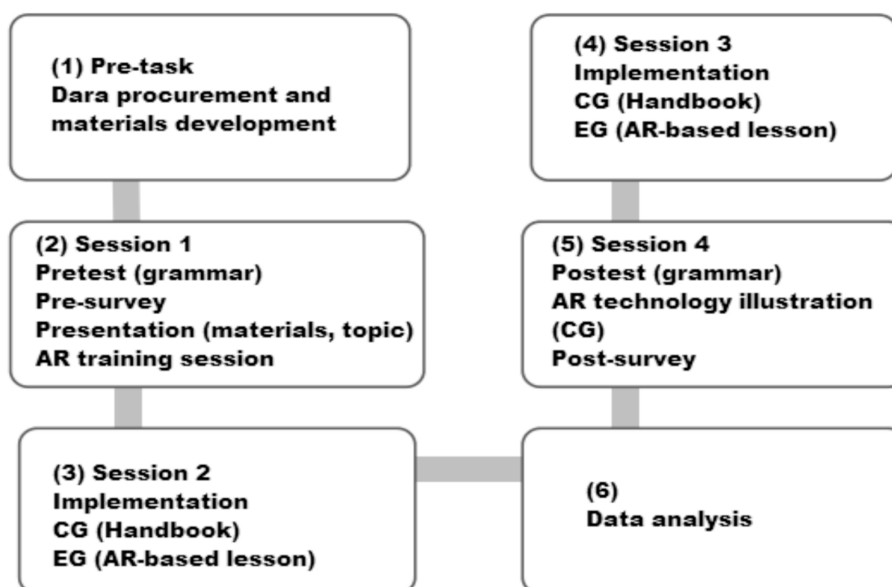 (1) Pre-task
Dara procurement and
materials development
(2) Session 1
Pretest (grammar)
Pre-survey
Presentation (materials, topic)
AR training session
(3) Session 2
Implementation
CG (Handbook)
EG (AR-based lesson)
(4) Session 3
Implementation
CG (Handbook)
EG (AR-based lesson)
(5) Session 4
Postest (grammar)
AR technology illustration
(CG)
Post-survey
(6)
Data analysis